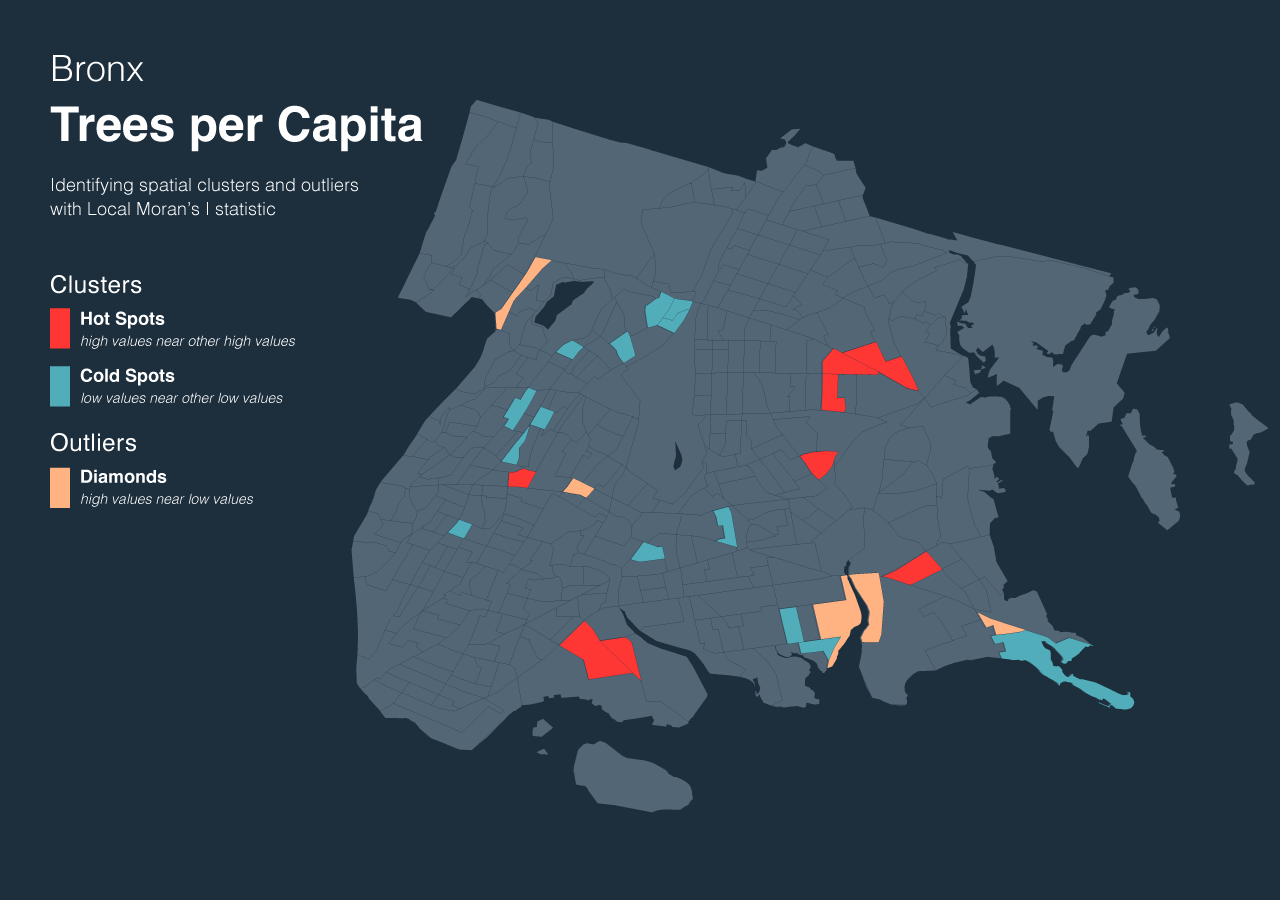 Bronx
Trees per Capita
Identifying spatial clusters and outliers
with Local Moran’s I statistic
Clusters
Hot Spots
high values near other high values
Cold Spots
low values near other low values
Outliers
Diamonds
high values near low values